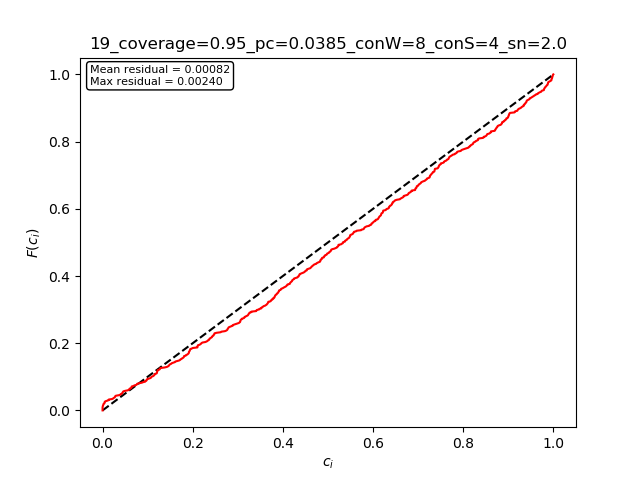 19_coverage=0.95_pc=0.0385_conW=8_conS=4_sn=2.0
Mean residual = 0.00082
Max residual = 0.00240
1.0
0.8
0.6
0.4
0.2
0.0
F(cᵢ)
0.0 0.2 0.4 0.6 0.8 1.0
cᵢ